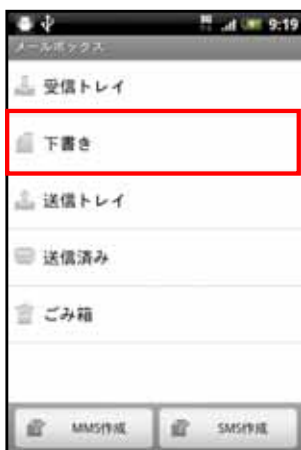 9:19
メールボックス
受信トレイ
下書き
送信トレイ
送信済み
ごみ箱
MMS作成
SMS作成